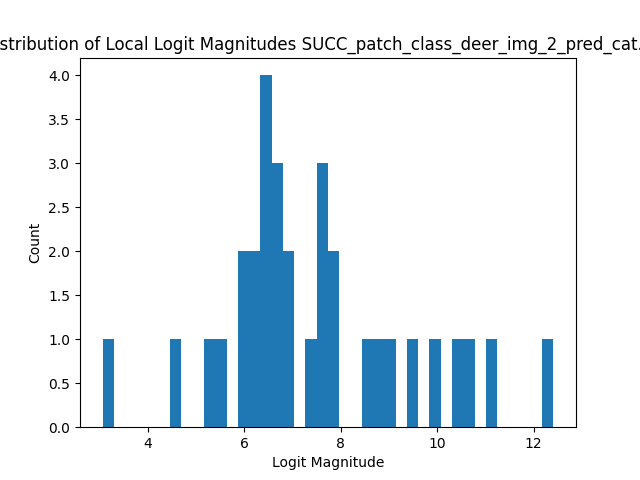 stribution of Local Logit Magnitudes SUCC_patch_class_deer_img_2_pred_cat.
4.0
3.5
3.0
2.5
2.0
1.5
1.0
0.5
0.0
Count
4 6 8 10 12
Logit Magnitude